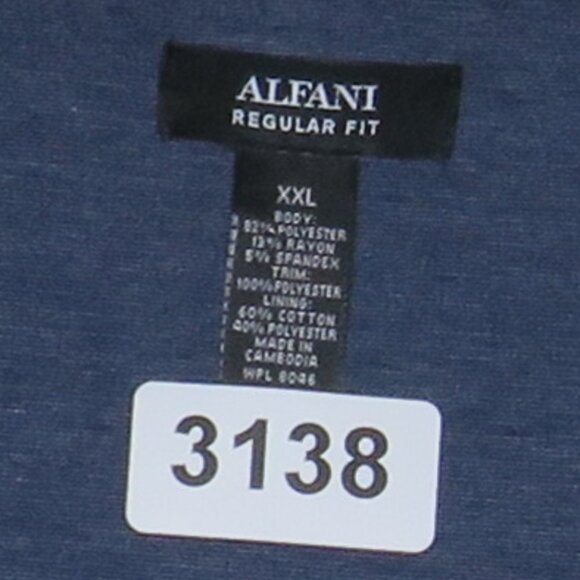 ALFANI
REGULAR FIT
XXL
BODY:
82% POLYESTER
13% RAYON
5% SPANDEX
TRIM:
100% POLYESTER
LINING:
60% COTTON
40% POLYESTER
MADE IN
CAMBODIA
WPL 8046
3138